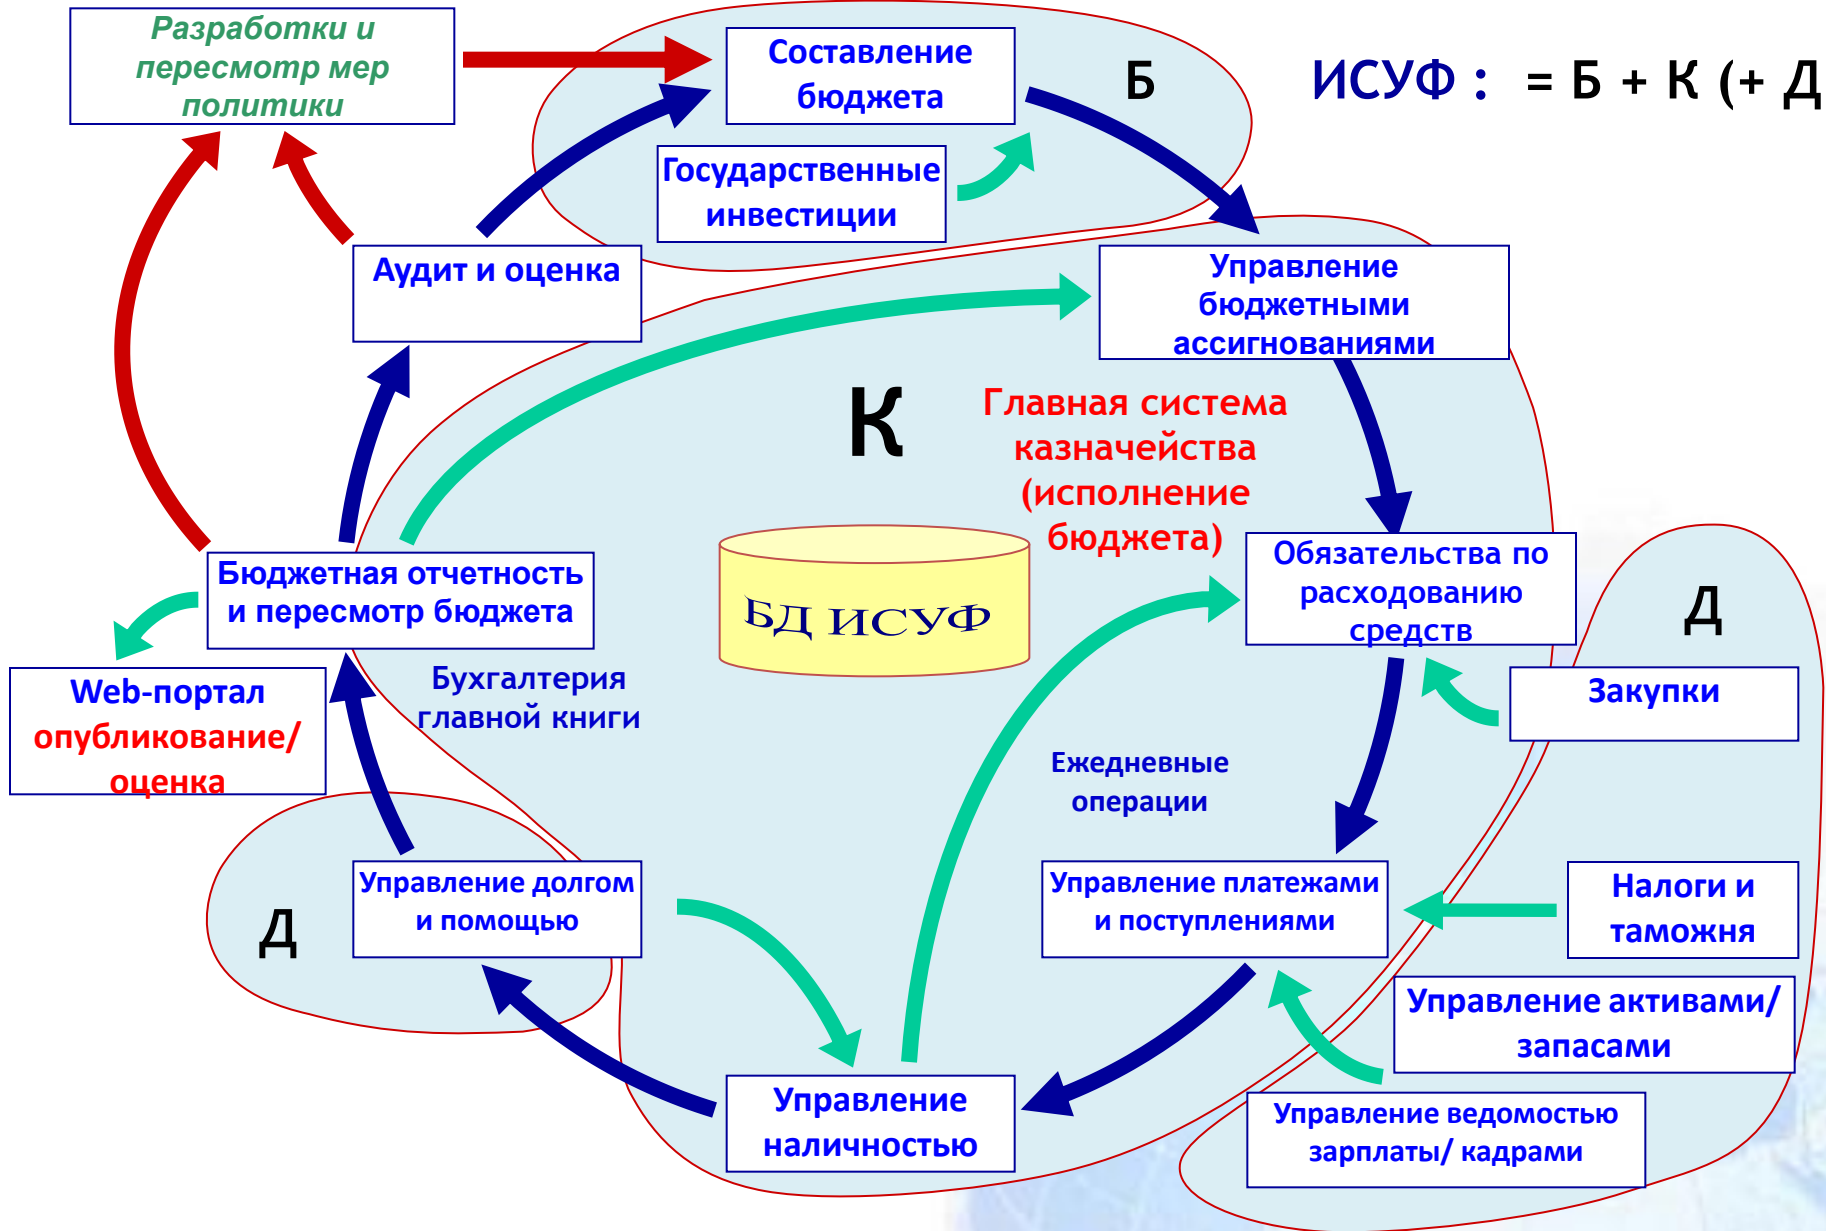 Разработки и
пересмотр мер
политики
Составление
бюджета
Б
ИСУФ : = Б + К (+ Д
Государственные
инвестиции
Аудит и оценка
Управление
бюджетными
ассигнованиями
К
Главная система
казначейства
(исполнение
бюджета)
БД ИСУФ
Бюджетная отчетность
и пересмотр бюджета
Обязательства по
расходованию
средств
Д
Web-портал
опубликование/
оценка
Бухгалтерия
главной книги
Закупки
Ежедневные
операции
Д
Управление долгом
и помощью
Управление платежами
и поступлениями
Налоги и
таможня
Управление активами/
запасами
Управление
наличностью
Управление ведомостью
зарплаты/ кадрами